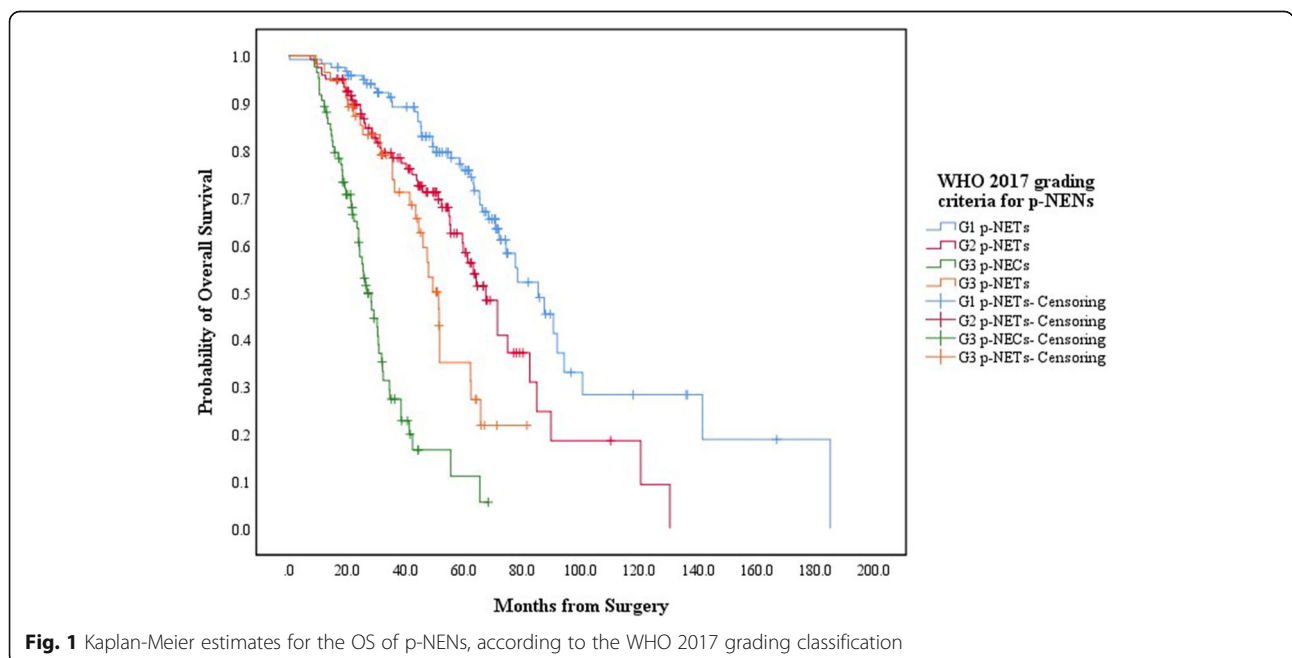 1.0
0.9
0.8
0.7
0.6
0.5
0.4
0.3
0.2
0.1
0.0
Probability of Overall Survival
.0 20.0 40.0 60.0 80.0 100.0 120.0 140.0 160.0 180.0 200.0
Months from Surgery
WHO 2017 grading
criteria for p-NENs
G1 p-NETs
G2 p-NETs
G3 p-NECs
G3 p-NETs
G1 p-NETs- Censoring
G2 p-NETs- Censoring
G3 p-NECs- Censoring
G3 p-NETs- Censoring
Fig. 1 Kaplan-Meier estimates for the OS of p-NENs, according to the WHO 2017 grading classification